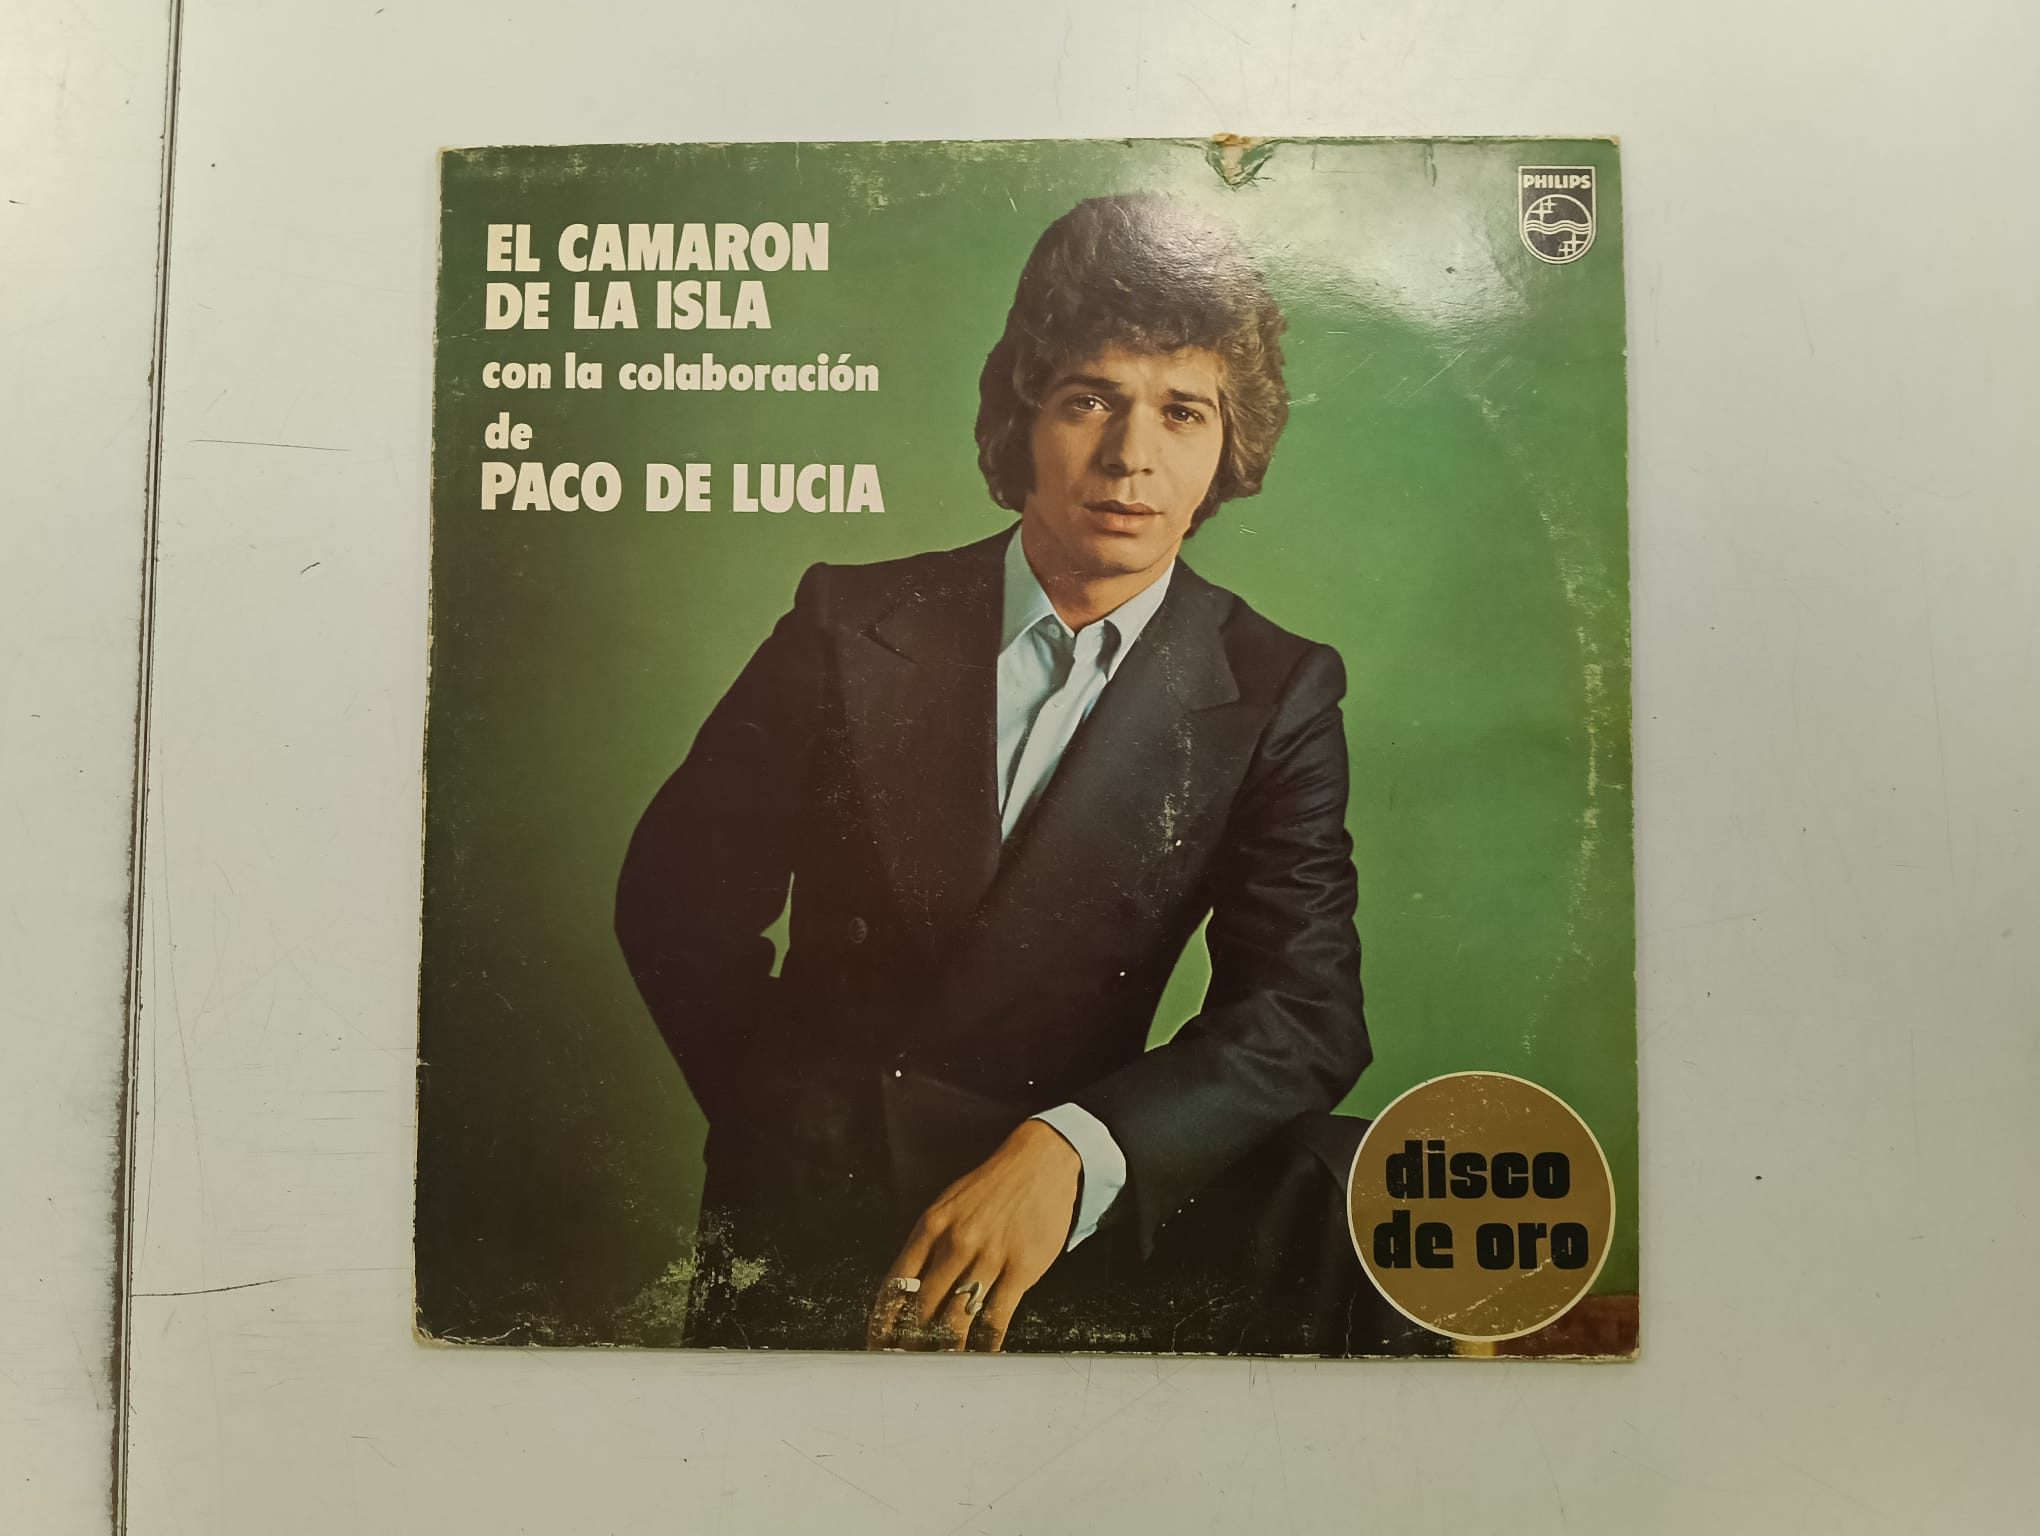 EL CAMARON
DE LA ISLA
con la colaboración
de
PACO DE LUCIA
PHILIPS
disco
de oro